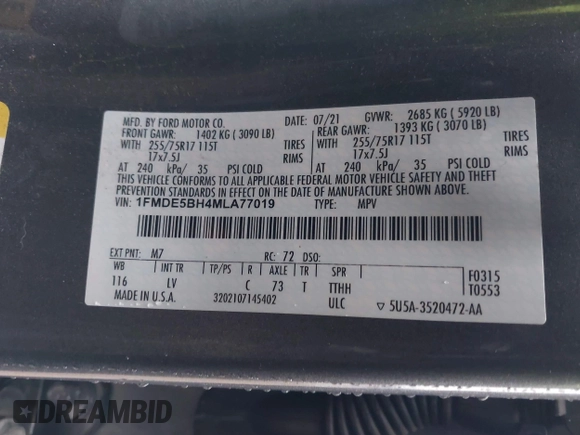 MFD. BY FORD MOTOR CO.
DATE: 07/21 GVWR: 2685 KG ( 5920 LB)
FRONT GAWR: 1402 KG ( 3090 LB) REAR GAWR: 1393 KG ( 3070 LB)
WITH 255/75R17 115T TIRES WITH 255/75R17 115T TIRES
17x7.5J RIMS 17x7.5J RIMS
AT 240 kPa/ 35 PSI COLD AT 240 kPa/ 35 PSI COLD
THIS VEHICLE CONFORMS TO ALL APPLICABLE FEDERAL MOTOR VEHICLE SAFETY AND THEFT
PREVENTION STANDARDS IN EFFECT ON THE DATE OF MANUFACTURE SHOWN ABOVE.
VIN: 1FMDE5BH4MLA77019 TYPE: MPV
EXT PNT: M7 RC: 72 DSO: F0315
WB INT TR TP/PS R AXLE TR SPR T0553
116 LV C 73 T TTHH
MADE IN U.S.A. 3202107145402 ULC ▽ 5U5A-3520472-AA
DREAMBID